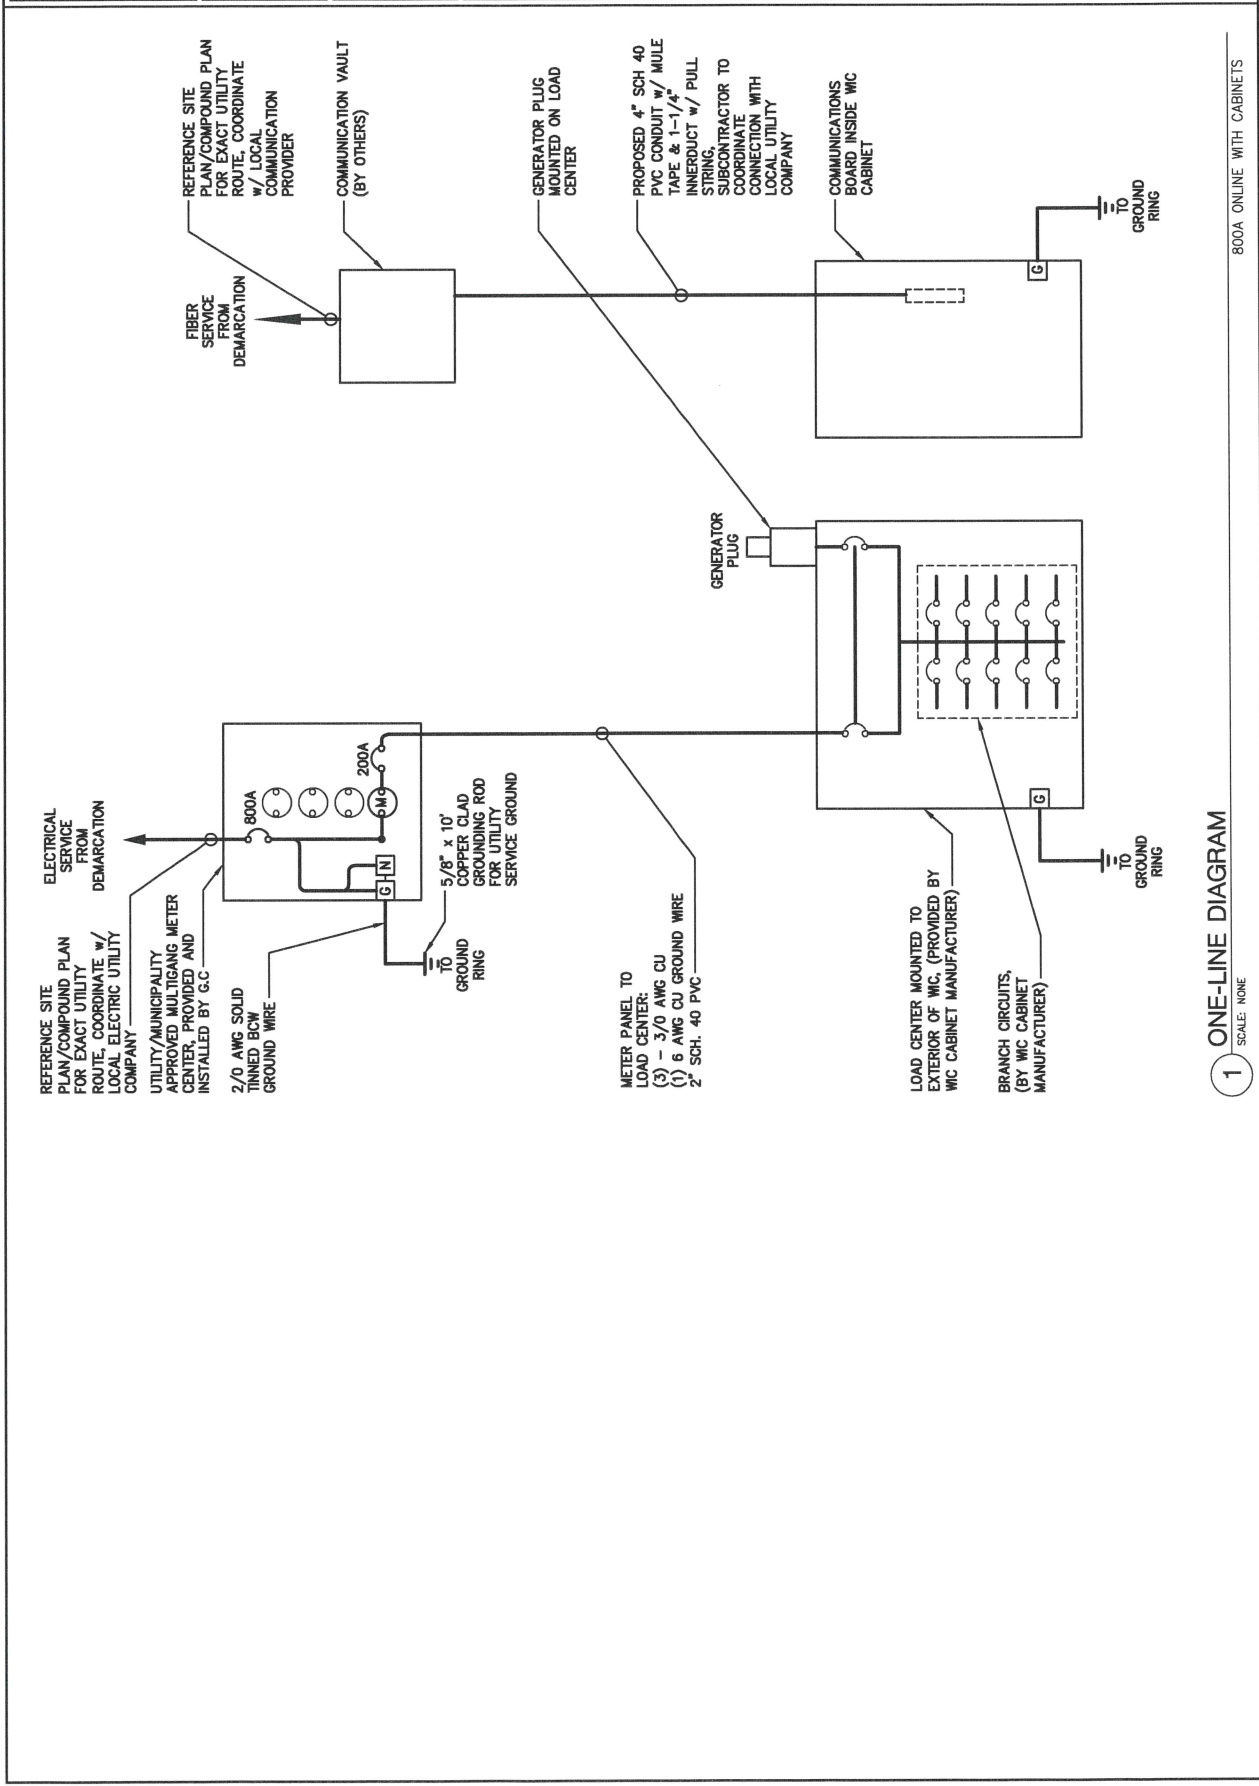 REFERENCE SITE
PLAN/COMPOUND PLAN
FOR EXACT UTILITY
ROUTE, COORDINATE w/
LOCAL ELECTRIC UTILITY
COMPANY
UTILITY/MUNICIPALITY
APPROVED MULTIGANG METER
CENTER, PROVIDED AND
INSTALLED BY G.C
2/0 AWG SOLID
TINNED BCW
GROUND WIRE
ELECTRICAL
SERVICE
FROM
DEMARCATION
800A
200A
M
N
G
TO
GROUND
RING
5/8" x 10'
COPPER CLAD
GROUNDING ROD
FOR UTILITY
SERVICE GROUND
FIBER
SERVICE
FROM
DEMARCATION
REFERENCE SITE
PLAN/COMPOUND PLAN
FOR EXACT UTILITY
ROUTE, COORDINATE
w/ LOCAL
COMMUNICATION
PROVIDER
COMMUNICATION VAULT
(BY OTHERS)
GENERATOR PLUG
MOUNTED ON LOAD
CENTER
PROPOSED 4" SCH 40
PVC CONDUIT w/ MULE
TAPE & 1-1/4"
INNERDUCT w/ PULL
STRING,
SUBCONTRACTOR TO
COORDINATE
CONNECTION WITH
LOCAL UTILITY
COMPANY
COMMUNICATIONS
BOARD INSIDE WIC
CABINET
METER PANEL TO
LOAD CENTER:
(3) - 3/0 AWG CU
(1) 6 AWG CU GROUND WIRE
2" SCH. 40 PVC
GENERATOR
PLUG
LOAD CENTER MOUNTED TO
EXTERIOR OF WIC, (PROVIDED BY
WIC CABINET MANUFACTURER)
BRANCH CIRCUITS,
(BY WIC CABINET
MANUFACTURER)
G
TO
GROUND
RING
G
TO
GROUND
RING
1
ONE-LINE DIAGRAM
SCALE: NONE
800A ONLINE WITH CABINETS